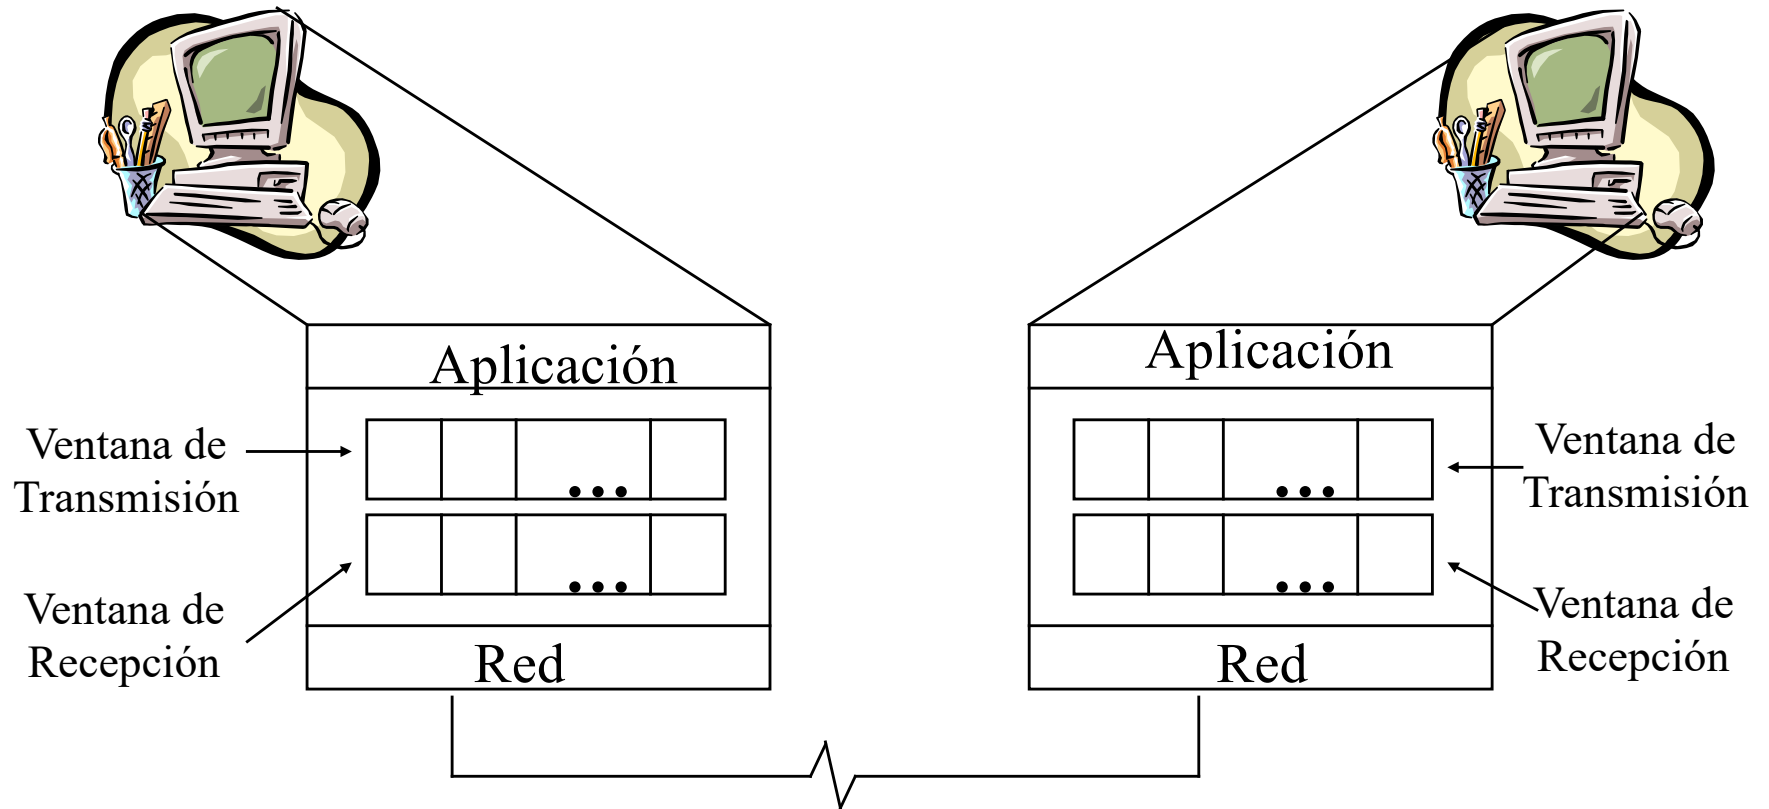 Aplicación
Aplicación
Ventana de
Transmisión
Ventana de
Transmisión
Ventana de
Recepción
Ventana de
Recepción
Red
Red